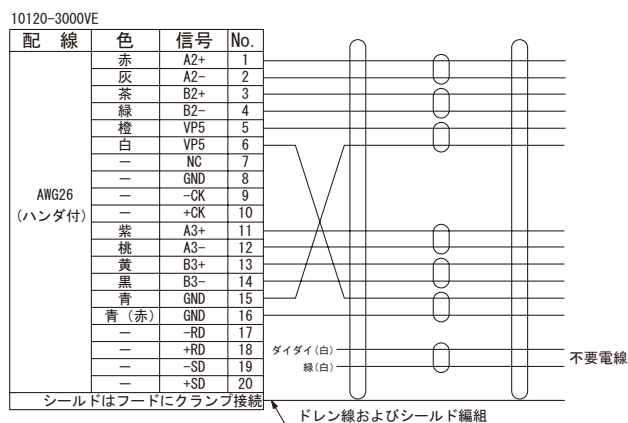 10120-3000VE
配　線 色 信号 No.
赤 A2+ 1
灰 A2− 2
茶 B2+ 3
緑 B2− 4
橙 VP5 5
白 VP5 6
― NC 7
― GND 8
― −CK 9
― +CK 10
紫 A3+ 11
桃 A3− 12
黄 B3+ 13
黒 B3− 14
青 GND 15
青（赤） GND 16
― −RD 17
― +RD 18
― −SD 19
― +SD 20
AWG26
(ハンダ付)
シールドはフードにクランプ接続
ダイダイ(白)
緑(白)
不要電線
ドレン線およびシールド編組